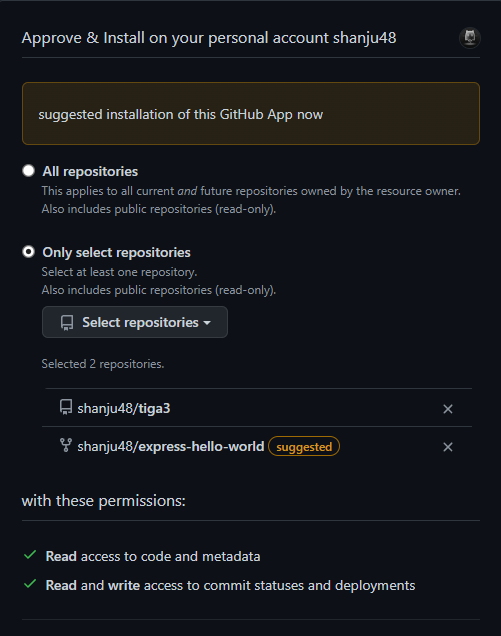 Approve & Install on your personal account shanju48
suggested installation of this GitHub App now
All repositories
This applies to all current and future repositories owned by the resource owner.
Also includes public repositories (read-only).
Only select repositories
Select at least one repository.
Also includes public repositories (read-only).
Select repositories
Selected 2 repositories.
shanju48/tiga3
shanju48/express-hello-world suggested
with these permissions:
Read access to code and metadata
Read and write access to commit statuses and deployments